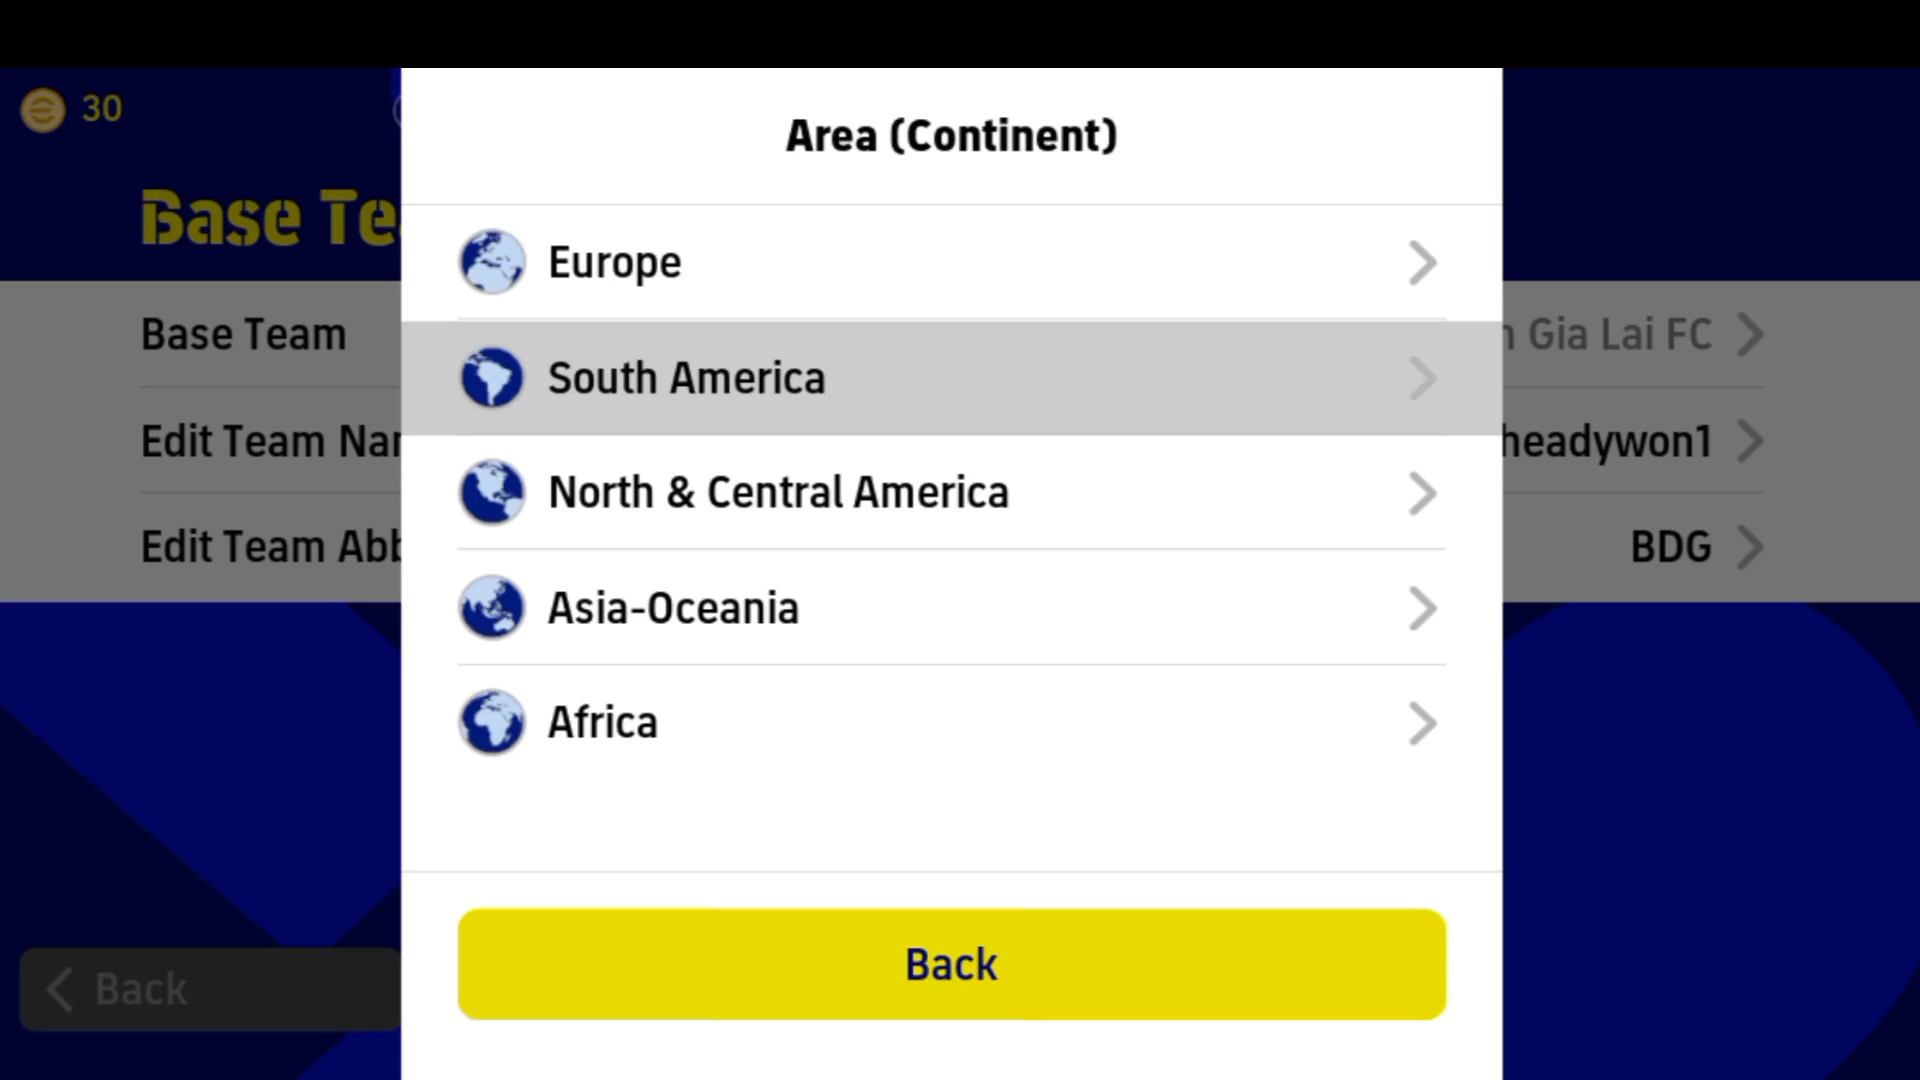 30
Area (Continent)
Base Te
Europe
Base Team
Gia Lai FC
South America
Edit Team Nar
headywon1
North & Central America
Edit Team Abb
BDG
Asia-Oceania
Africa
Back
Back